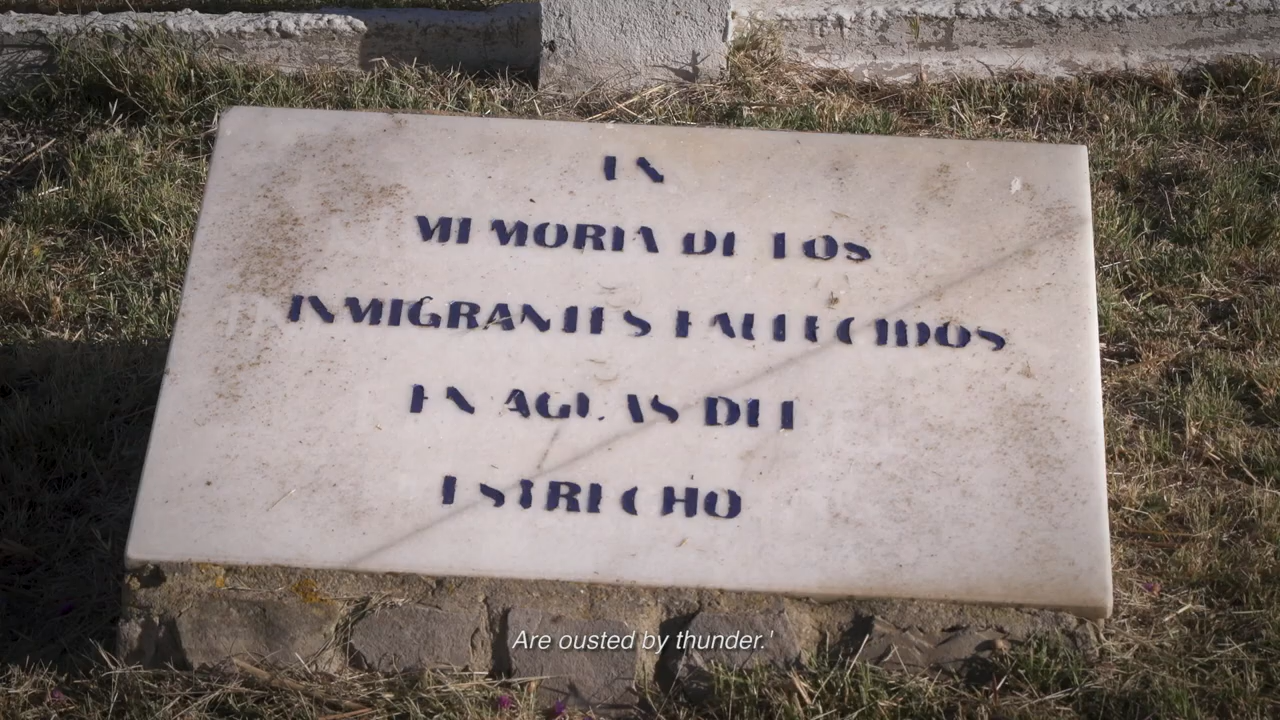 EN
MEMORIA DE LOS
INMIGRANTES FALLECIDOS
EN AGUAS DEL
ESTRECHO
Are ousted by thunder.'